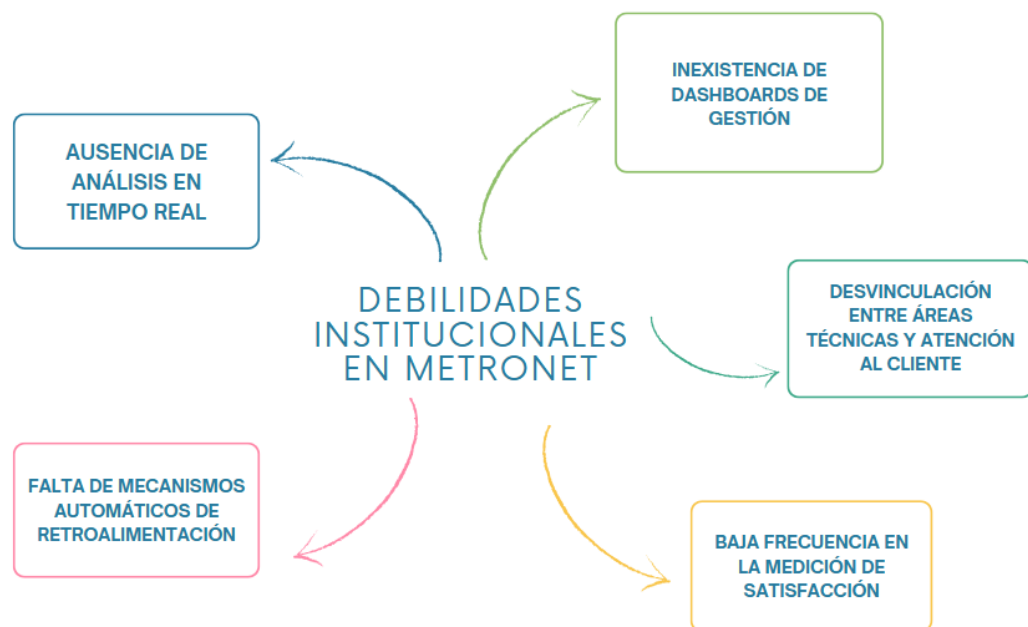 INEXISTENCIA DE
DASHBOARDS DE
GESTIÓN
AUSENCIA DE
ANÁLISIS EN
TIEMPO REAL
DEBILIDADES
INSTITUCIONALES
EN METRONET
DESVINCULACIÓN
ENTRE ÁREAS
TÉCNICAS Y ATENCIÓN
AL CLIENTE
FALTA DE MECANISMOS
AUTOMÁTICOS DE
RETROALIMENTACIÓN
BAJA FRECUENCIA EN
LA MEDICIÓN DE
SATISFACCIÓN